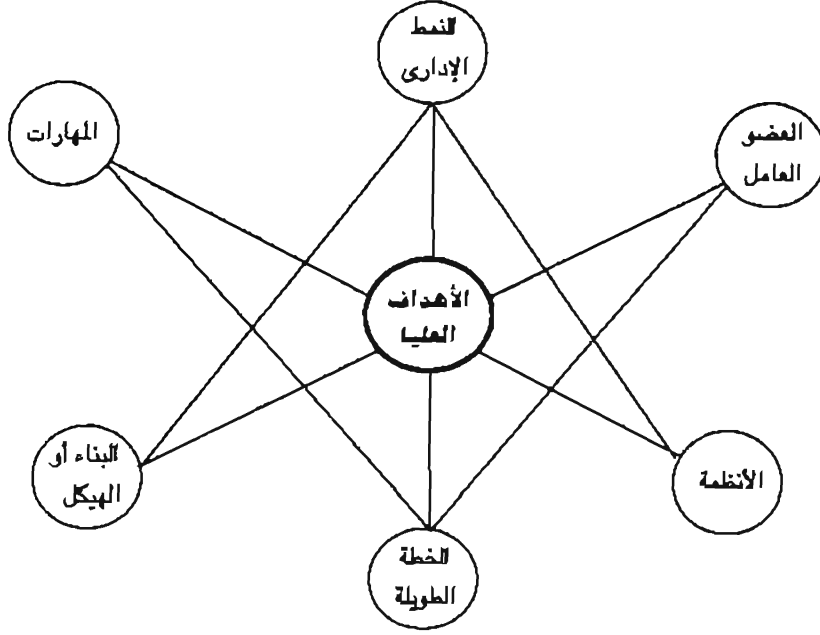 النمط
الإدارى
المهارات
العضو
العامل
الأهداف
العليا
البناء أو
الهيكل
الأنظمة
الخطة
الطويلة